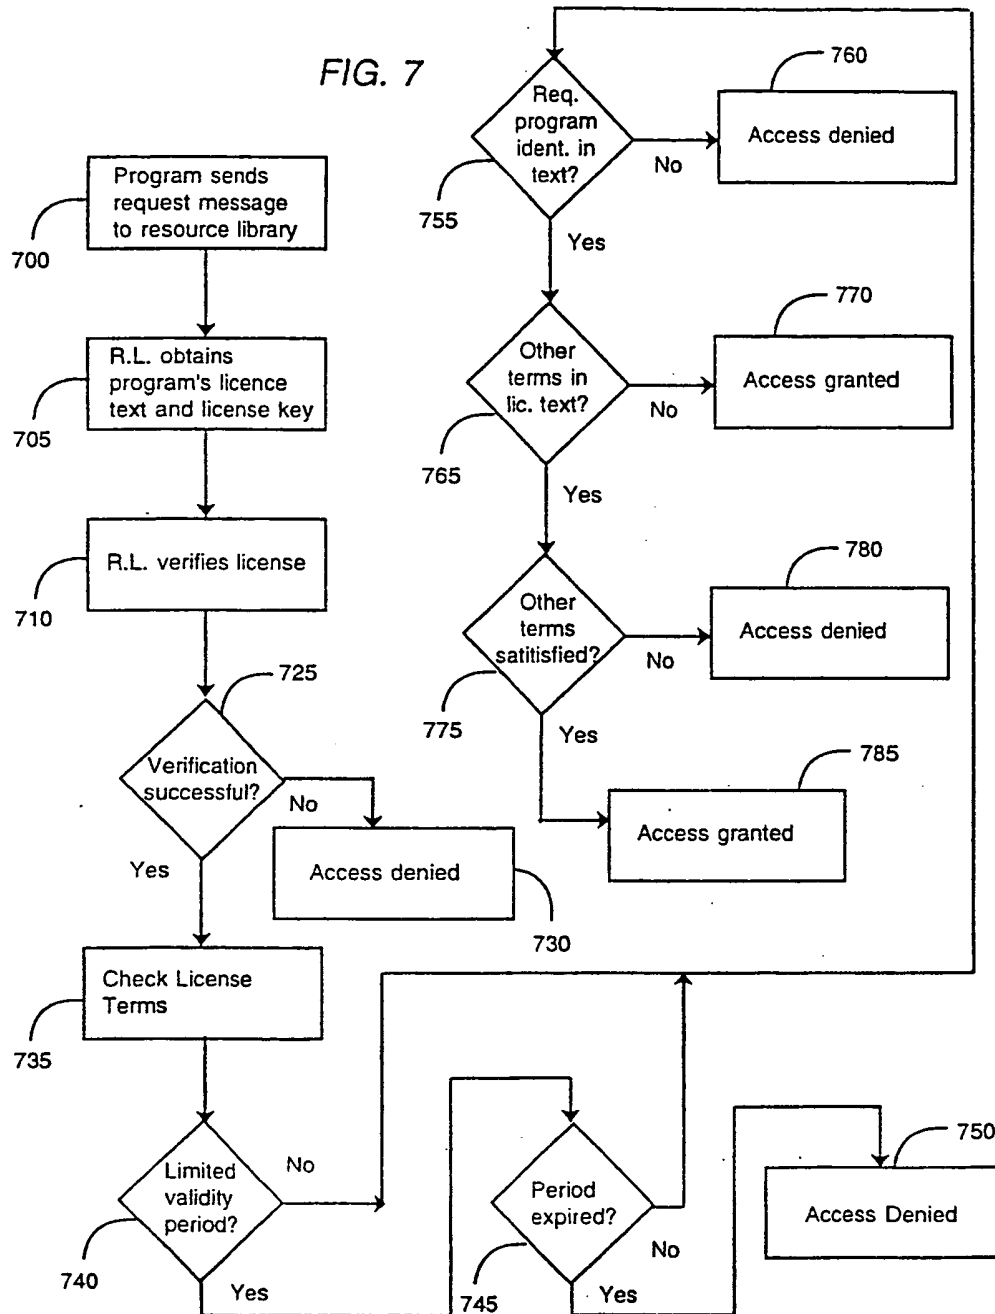 FIG. 7
Program sends
request message
to resource library
700
R.L. obtains
program's licence
text and license key
705
R.L. verifies license
710
725
Verification
successful?
No
Yes
Access denied
730
Check License
Terms
735
Limited
validity
period?
No
740
Yes
Period
expired?
No
745
Yes
750
Access Denied
Req.
program
ident. in
text?
755
No
760
Access denied
Yes
Other
terms in
lic. text?
765
No
770
Access granted
Yes
Other
terms
satitisfied?
775
No
780
Access denied
Yes
785
Access granted